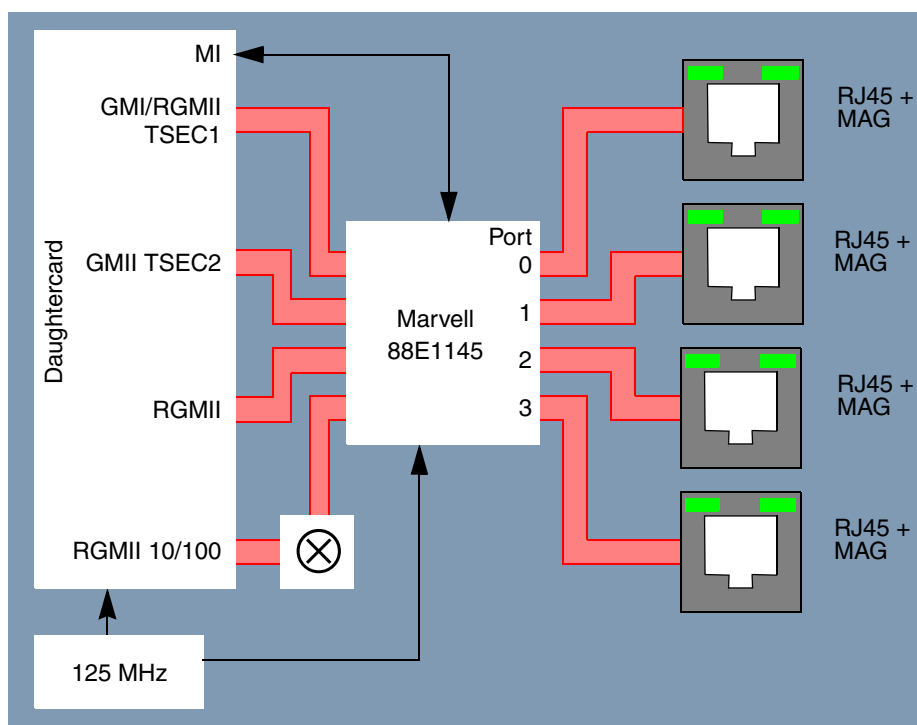 MI
GMI/RGMII
TSEC1
GMII TSEC2
RGMII
RGMII 10/100
Daughtercard
125 MHz
Marvell
88E1145
Port
0
1
2
3
RJ45 +
MAG
RJ45 +
MAG
RJ45 +
MAG
RJ45 +
MAG